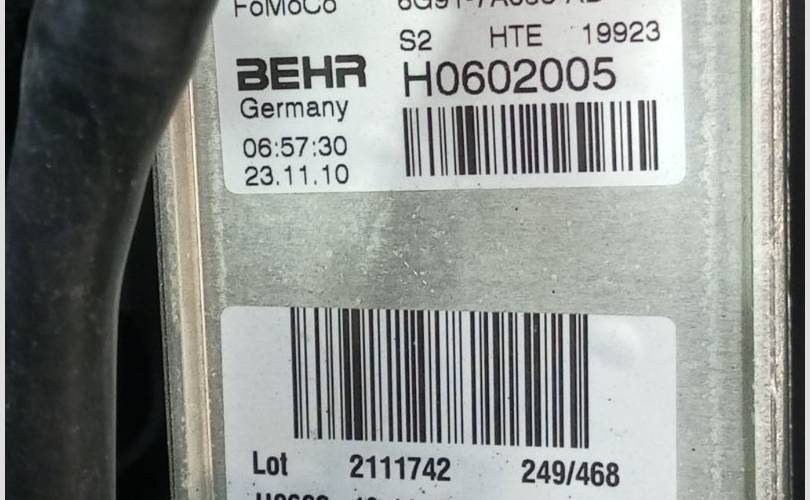 FoMoCo
S2 HTE 19923
BEHR H0602005
Germany
06:57:30
23.11.10
Lot 2111742 249/468